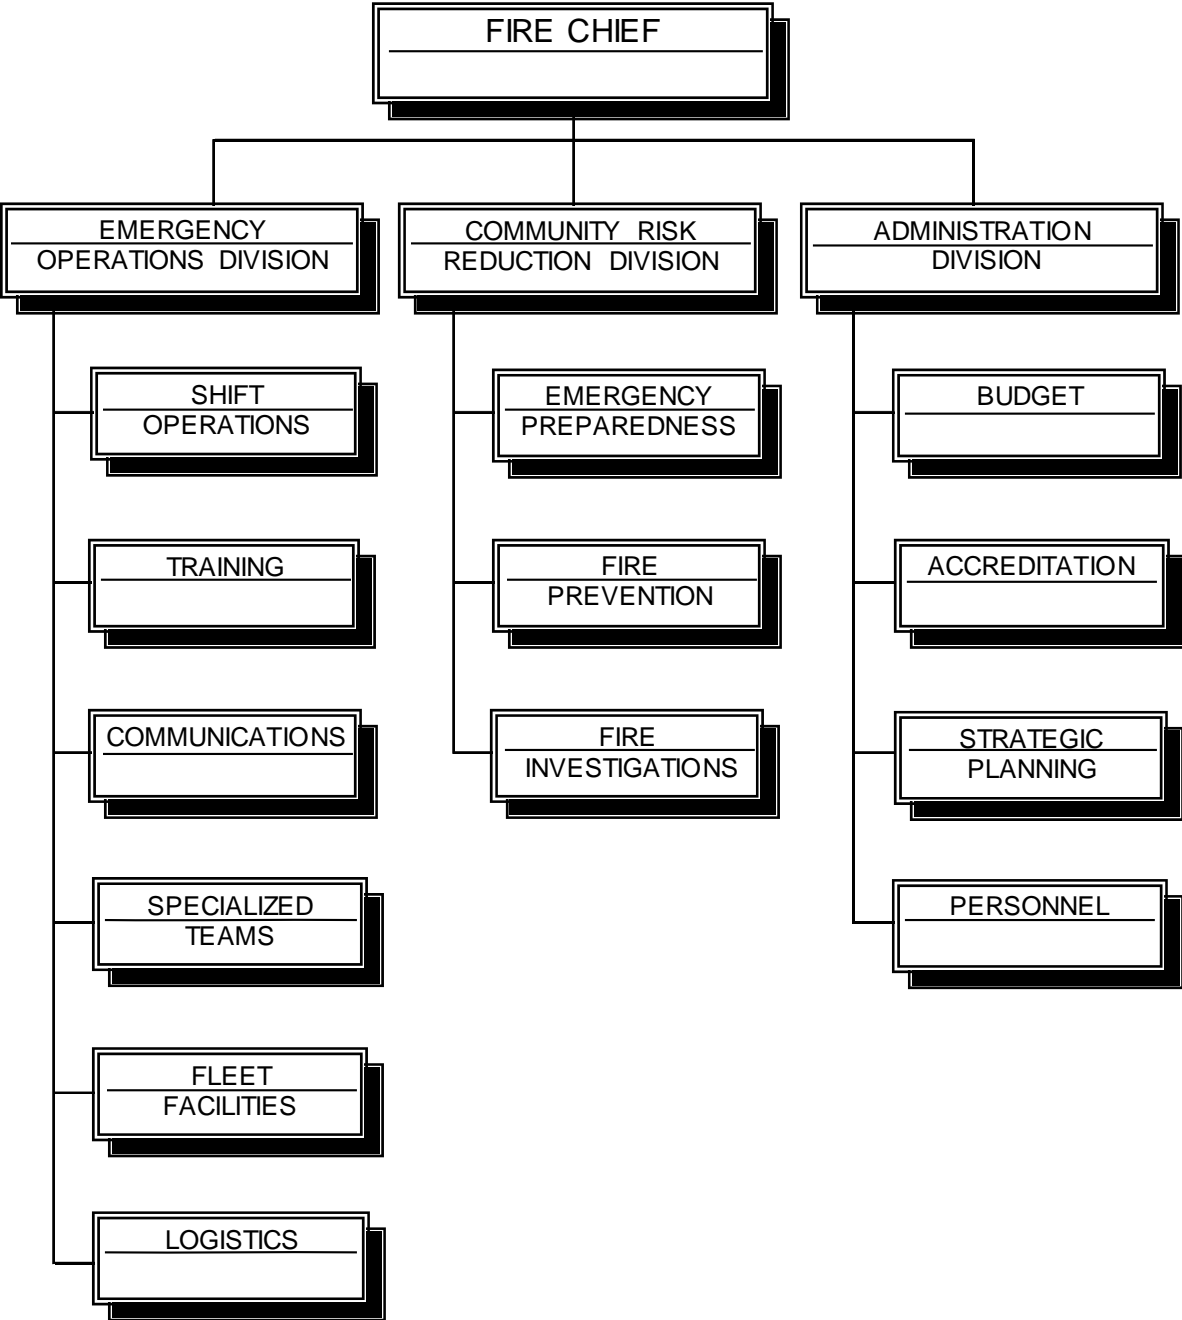 FIRE CHIEF
EMERGENCY
OPERATIONS DIVISION
COMMUNITY RISK
REDUCTION DIVISION
ADMINISTRATION
DIVISION
SHIFT
OPERATIONS
TRAINING
COMMUNICATIONS
SPECIALIZED
TEAMS
FLEET
FACILITIES
LOGISTICS
EMERGENCY
PREPAREDNESS
FIRE
PREVENTION
FIRE
INVESTIGATIONS
BUDGET
ACCREDITATION
STRATEGIC
PLANNING
PERSONNEL